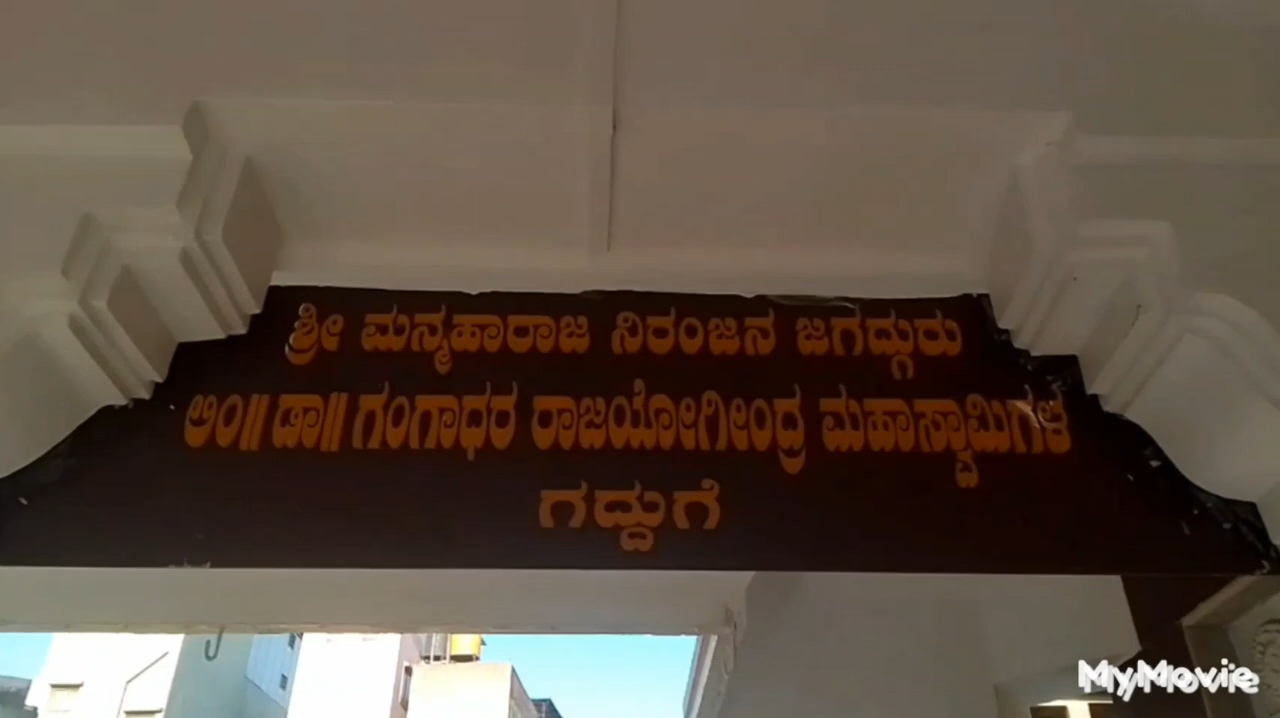 ಶ್ರೀ ಮನ್ಮಹಾರಾಜ ನಿರಂಜನ ಜಗದ್ಗುರು
ಲಿಂ॥ ಡಾ॥ ಗಂಗಾಧರ ರಾಜಯೋಗೀಂದ್ರ ಮಹಾಸ್ವಾಮಿಗಳ
ಗದ್ದುಗೆ
MyMovie